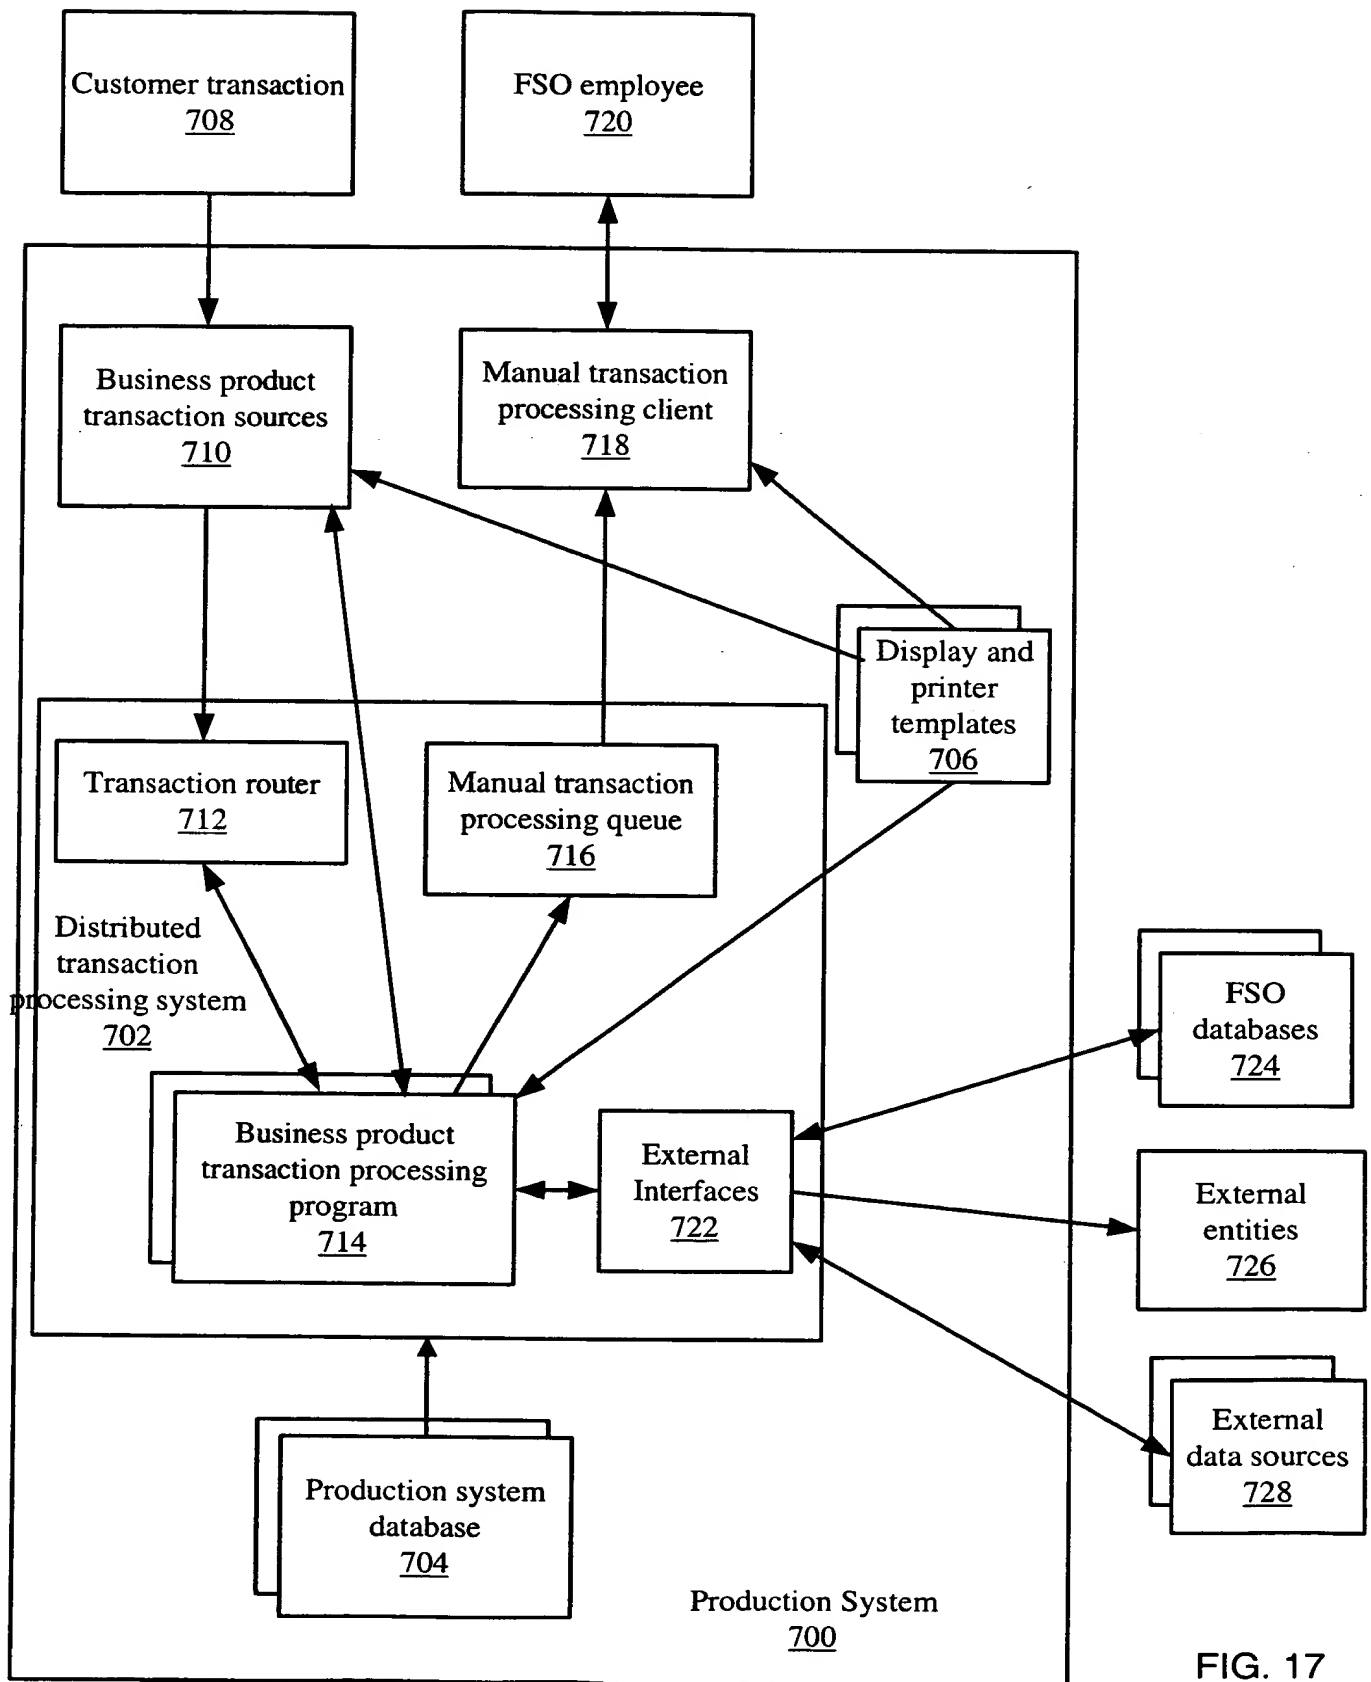 Customer transaction
708
FSO employee
720
Business product
transaction sources
710
Manual transaction
processing client
718
Display and
printer
templates
706
Transaction router
712
Manual transaction
processing queue
716
Distributed
transaction
processing system
702
FSO
databases
724
Business product
transaction processing
program
714
External
Interfaces
722
External
entities
726
External
data sources
728
Production system
database
704
Production System
700
FIG. 17